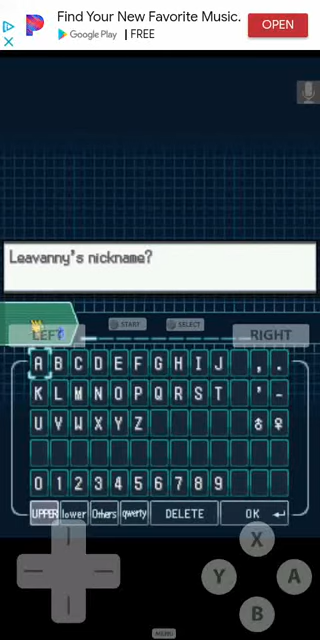 Find Your New Favorite Music.
OPEN
Google Play | FREE
Leavanny's nickname?
LEFT
START
SELECT
RIGHT
A B C D E F G H I J , .
K L M N O P Q R S T ' -
U V W X Y Z ♂ ♀
0 1 2 3 4 5 6 7 8 9
UPPER lower Others qwerty DELETE OK
X
Y
A
B
MENU